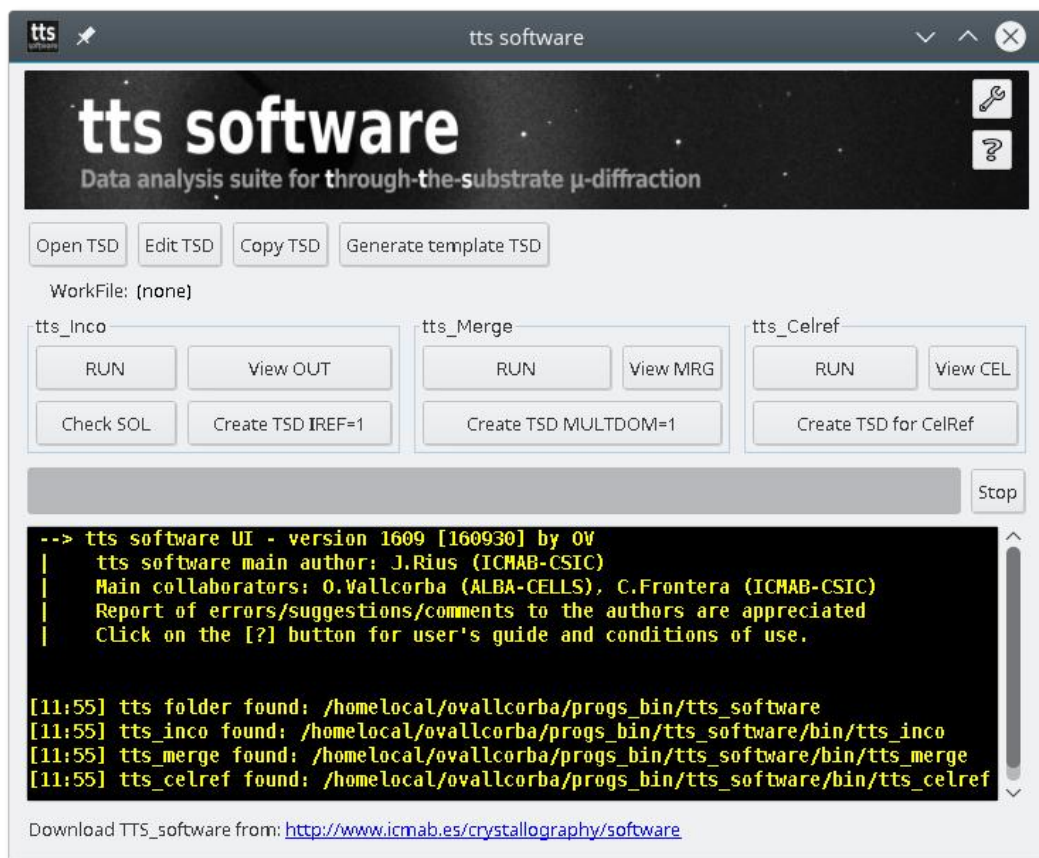 tts
software
tts software
tts software
Data analysis suite for through-the-substrate μ-diffraction
?
Open TSD Edit TSD Copy TSD Generate template TSD
WorkFile: (none)
tts_Inco tts_Merge tts_Celref
RUN View OUT RUN View MRG RUN View CEL
Check SOL Create TSD IREF=1 Create TSD MULTDOM=1 Create TSD for CelRef
Stop
--> tts software UI - version 1609 [160930] by OV
| tts software main author: J.Rius (ICMAB-CSIC)
| Main collaborators: O.Vallcorba (ALBA-CELLS), C.Frontera (ICMAB-CSIC)
| Report of errors/suggestions/comments to the authors are appreciated
| Click on the [?] button for user's guide and conditions of use.
[11:55] tts folder found: /homelocal/ovallcorba/progs_bin/tts_software
[11:55] tts_inco found: /homelocal/ovallcorba/progs_bin/tts_software/bin/tts_inco
[11:55] tts_merge found: /homelocal/ovallcorba/progs_bin/tts_software/bin/tts_merge
[11:55] tts_celref found: /homelocal/ovallcorba/progs_bin/tts_software/bin/tts_celref
Download TTS_software from: http://www.icmab.es/crystallography/software